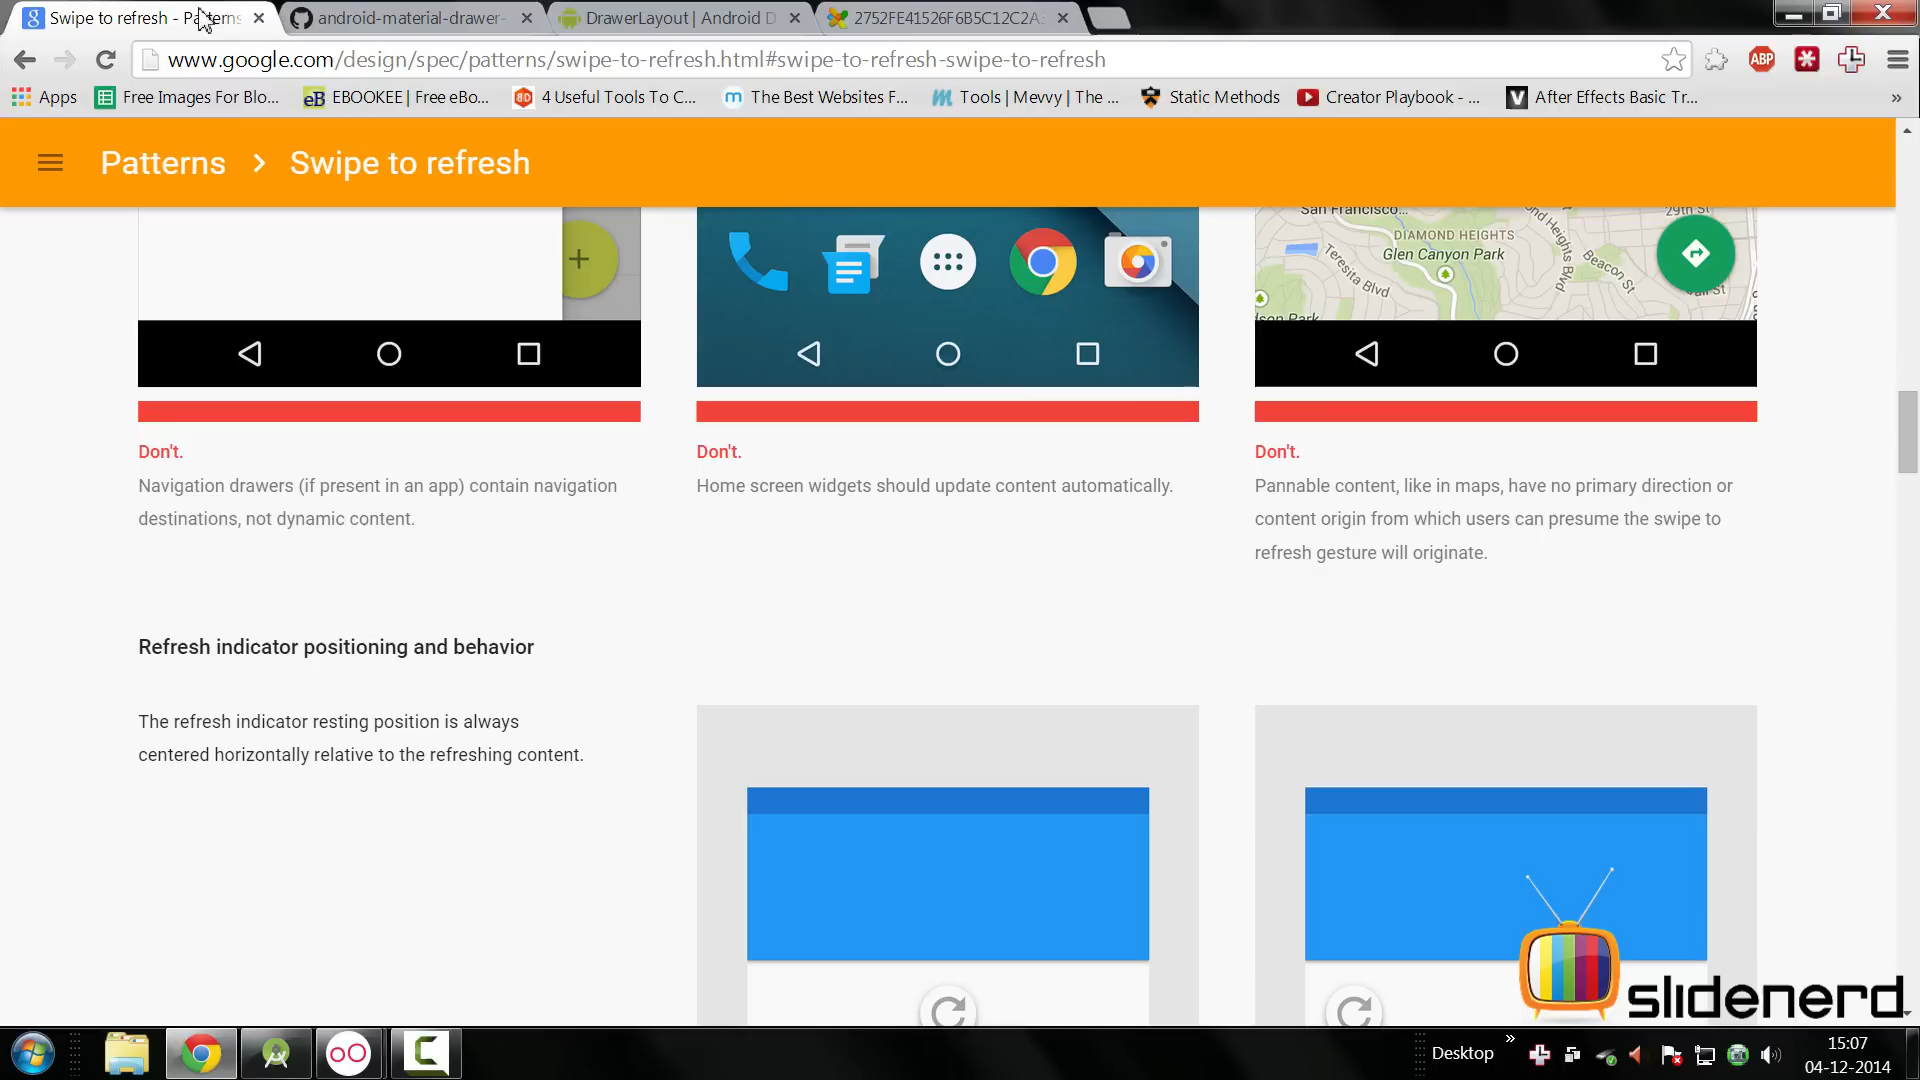 Swipe to refresh - Patterns
android-material-drawer-
DrawerLayout | Android D
2752FE41526F6B5C12C2A
www.google.com/design/spec/patterns/swipe-to-refresh.html#swipe-to-refresh-swipe-to-refresh
ABP
Apps
Free Images For Blo...
EBOOKEE | Free eBo...
4 Useful Tools To C...
The Best Websites F...
Tools | Mevvy | The ...
Static Methods
Creator Playbook - ...
After Effects Basic Tr...
Patterns > Swipe to refresh
San Francisco...
29th St
DIAMOND HEIGHTS
Glen Canyon Park
Teresita Blvd
Beacon St
Don't.
Navigation drawers (if present in an app) contain navigation
destinations, not dynamic content.
Don't.
Home screen widgets should update content automatically.
Don't.
Pannable content, like in maps, have no primary direction or
content origin from which users can presume the swipe to
refresh gesture will originate.
Refresh indicator positioning and behavior
The refresh indicator resting position is always
centered horizontally relative to the refreshing content.
slidenerd
Desktop
15:07
04-12-2014